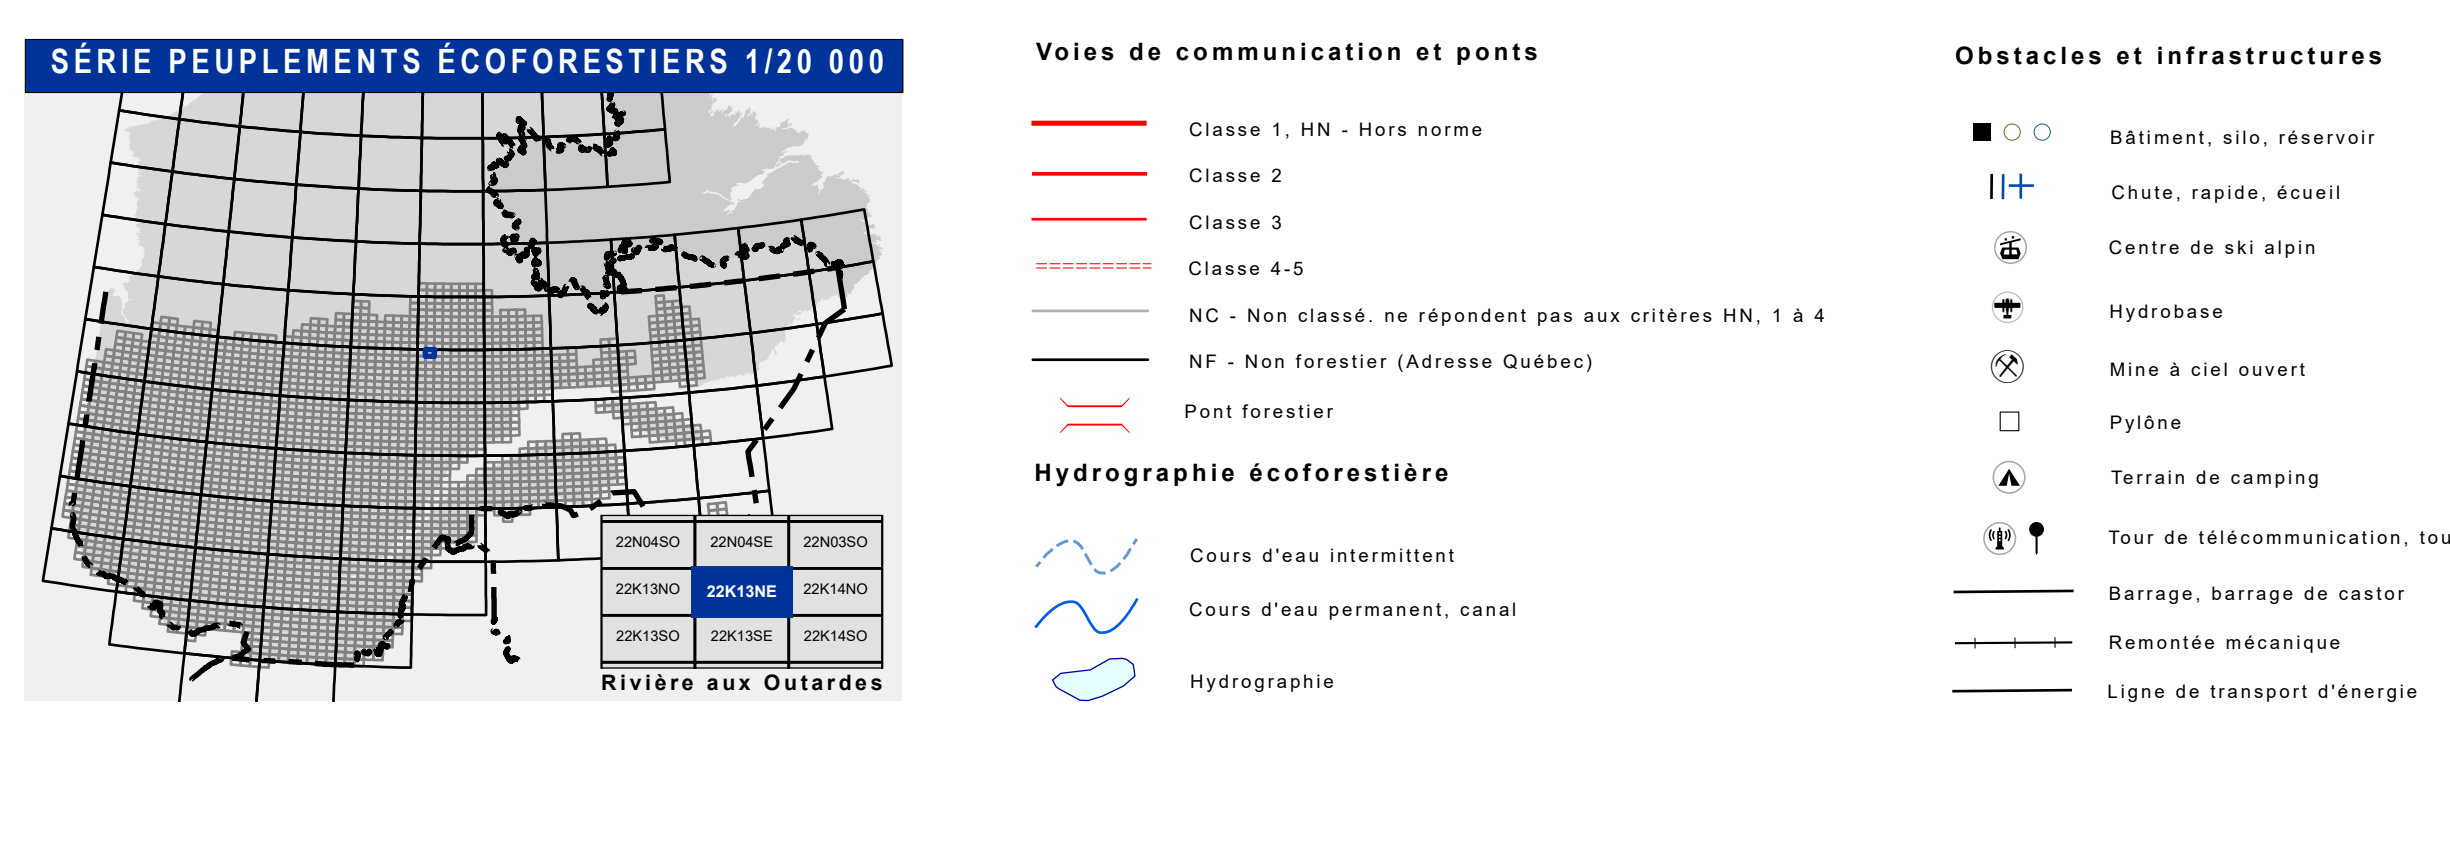 SÉRIE PEUPLEMENTS ÉCOFORESTIERS 1/20 000
22N04SO 22N04SE 22N03SO
22K13NO 22K13NE 22K14NO
22K13SO 22K13SE 22K14SO
Rivière aux Outardes
Voies de communication et ponts
Classe 1, HN - Hors norme
Classe 2
Classe 3
Classe 4-5
NC - Non classé. ne répondent pas aux critères HN, 1 à 4
NF - Non forestier (Adresse Québec)
Pont forestier
Hydrographie écoforestière
Cours d'eau intermittent
Cours d'eau permanent, canal
Hydrographie
Obstacles et infrastructures
Bâtiment, silo, réservoir
Chute, rapide, écueil
Centre de ski alpin
Hydrobase
Mine à ciel ouvert
Pylône
Terrain de camping
Tour de télécommunication, tou
Barrage, barrage de castor
Remontée mécanique
Ligne de transport d'énergie